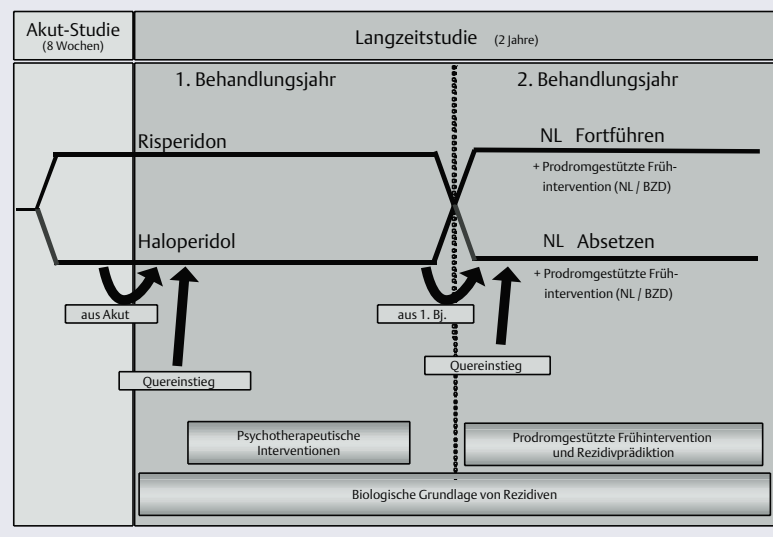 Akut-Studie
(8 Wochen)
Langzeitstudie (2 Jahre)
1. Behandlungsjahr
2. Behandlungsjahr
Risperidon
NL Fortführen
+ Prodromgestützte Früh-
intervention (NL / BZD)
Haloperidol
NL Absetzen
+ Prodromgestützte Früh-
intervention (NL / BZD)
aus Akut
aus 1. Bj.
Quereinstieg
Quereinstieg
Psychotherapeutische
Interventionen
Prodromgestützte Frühintervention
und Rezidivprädiktion
Biologische Grundlage von Rezidiven